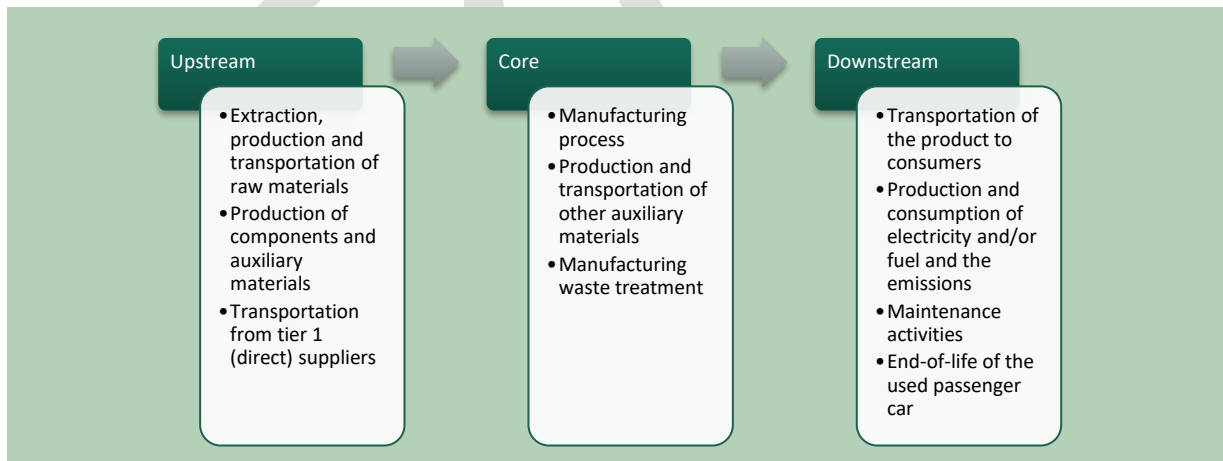 Upstream
•Extraction,
production and
transportation of
raw materials
•Production of
components and
auxiliary
materials
•Transportation
from tier 1
(direct) suppliers
Core
•Manufacturing
process
•Production and
transportation of
other auxiliary
materials
•Manufacturing
waste treatment
Downstream
•Transportation of
the product to
consumers
•Production and
consumption of
electricity and/or
fuel and the
emissions
•Maintenance
activities
•End-of-life of the
used passenger
car